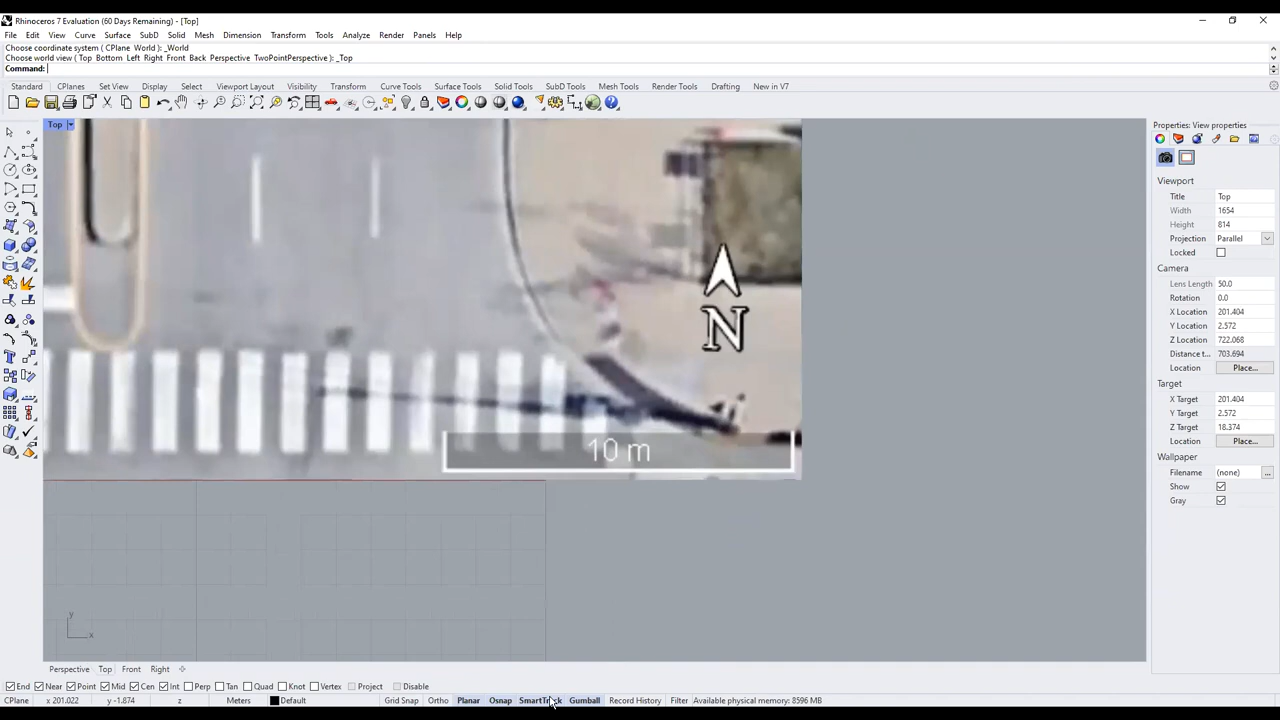 Rhinoceros 7 Evaluation (60 Days Remaining) - [Top]
File Edit View Curve Surface SubD Solid Mesh Dimension Transform Tools Analyze Render Panels Help
Choose coordinate system ( CPlane World ): _World
Choose world view ( Top Bottom Left Right Front Back Perspective TwoPointPerspective ): _Top
Command:
Standard CPlanes Set View Display Select Viewport Layout Visibility Transform Curve Tools Surface Tools Solid Tools SubD Tools Mesh Tools Render Tools Drafting New in V7
Top
Properties: View properties
Viewport
Title Top
Width 1654
Height 814
Projection Parallel
Locked
Camera
Lens Length 50.0
Rotation 0.0
X Location 201.404
Y Location 2.572
Z Location 722.068
Distance t... 703.694
Location Place...
Target
X Target 201.404
Y Target 2.572
Z Target 18.374
Location Place...
Wallpaper
Filename (none) ...
Show
Gray
N
10 m
y
x
Perspective Top Front Right
End Near Point Mid Cen Int Perp Tan Quad Knot Vertex Project Disable
CPlane x 201.022 y -1.874 z Meters Default Grid Snap Ortho Planar Osnap SmartTrack Gumball Record History Filter Available physical memory: 8596 MB